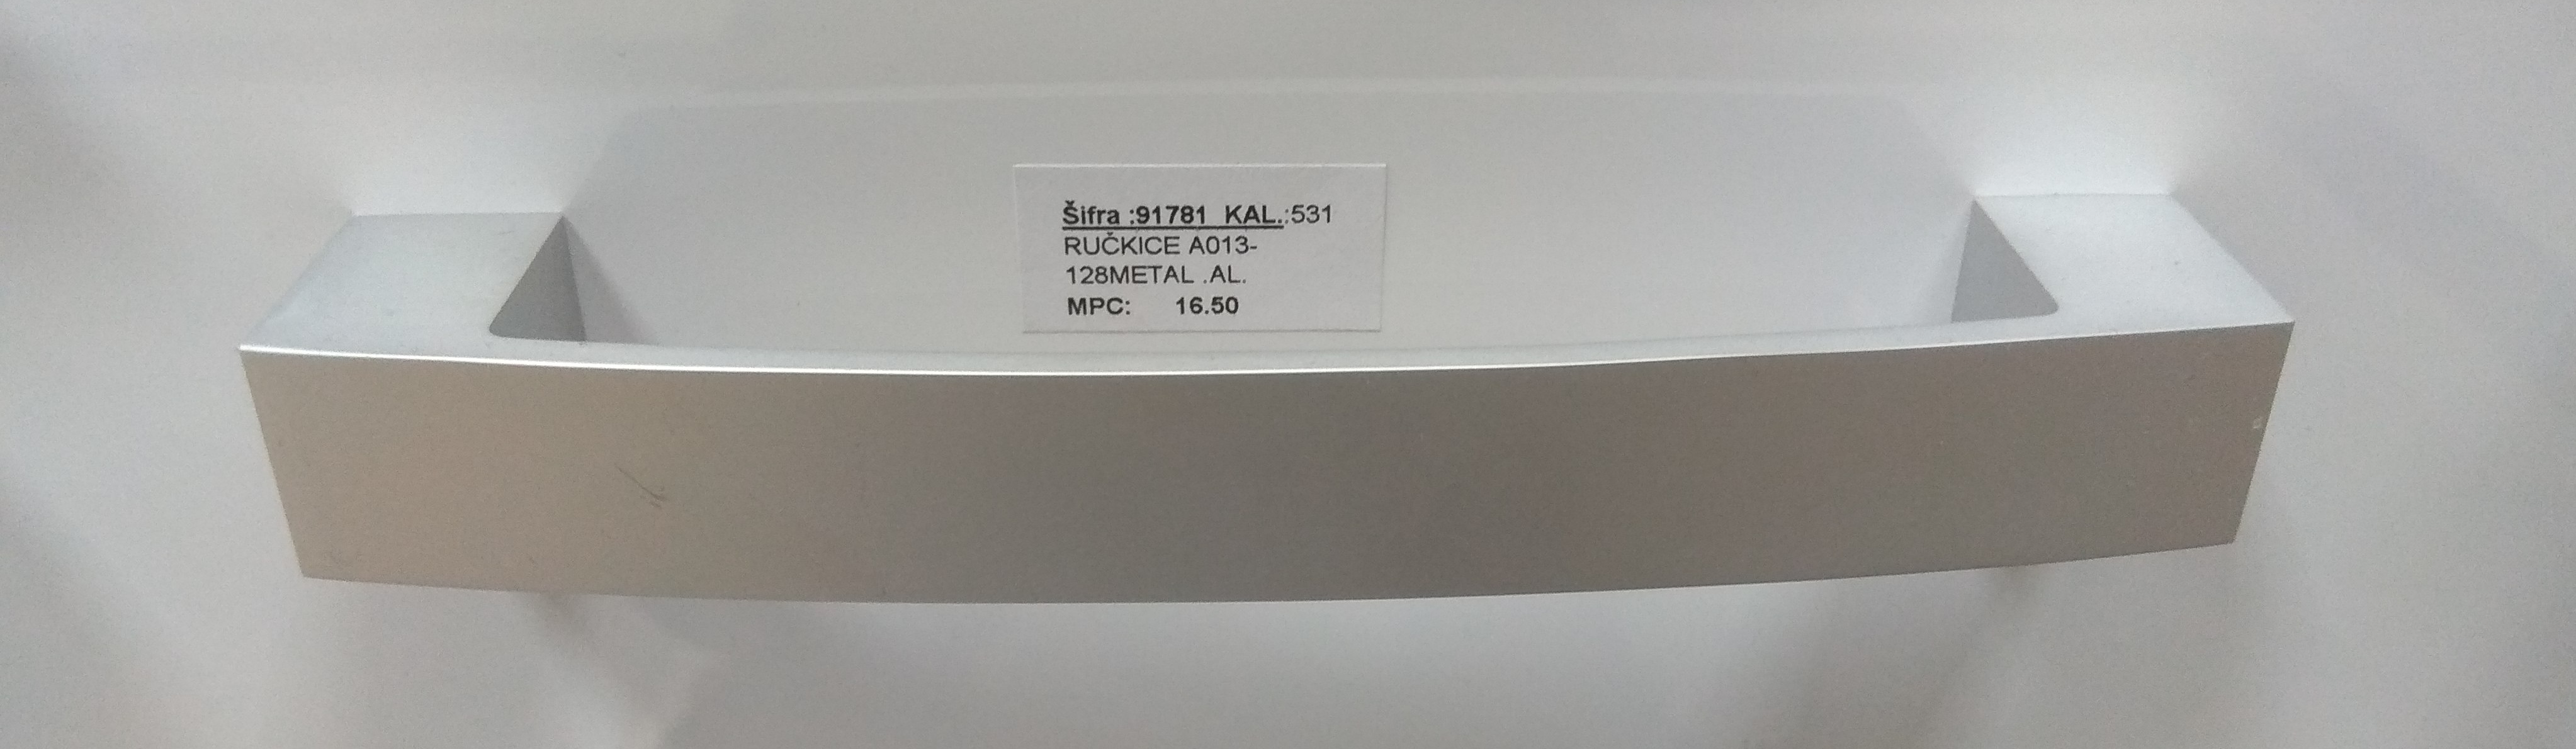 Šifra :91781 KAL.:531
RUČKICE A013-
128METAL .AL.
MPC: 16.50